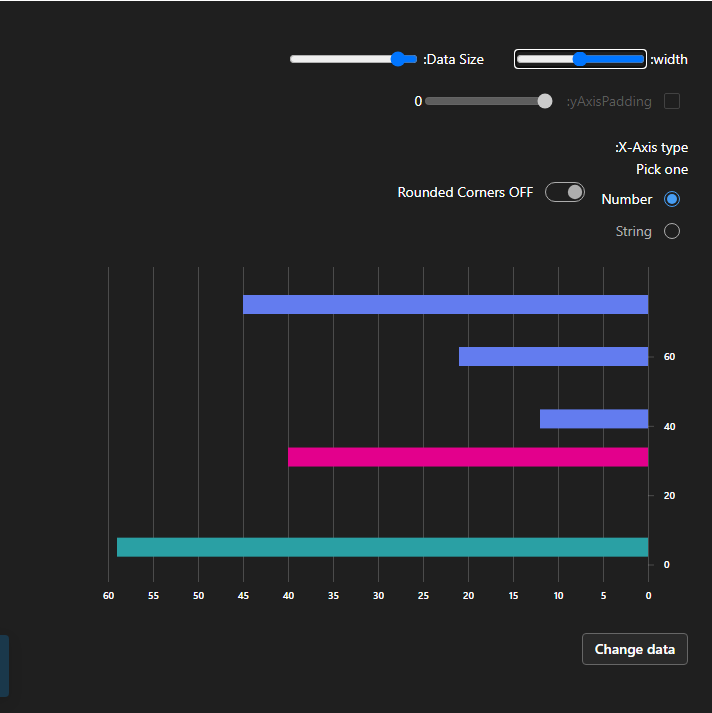 :width
:Data Size
:yAxisPadding 0
:X-Axis type
Pick one
Number
Rounded Corners OFF
String
60
40
20
0
60 55 50 45 40 35 30 25 20 15 10 5 0
Change data